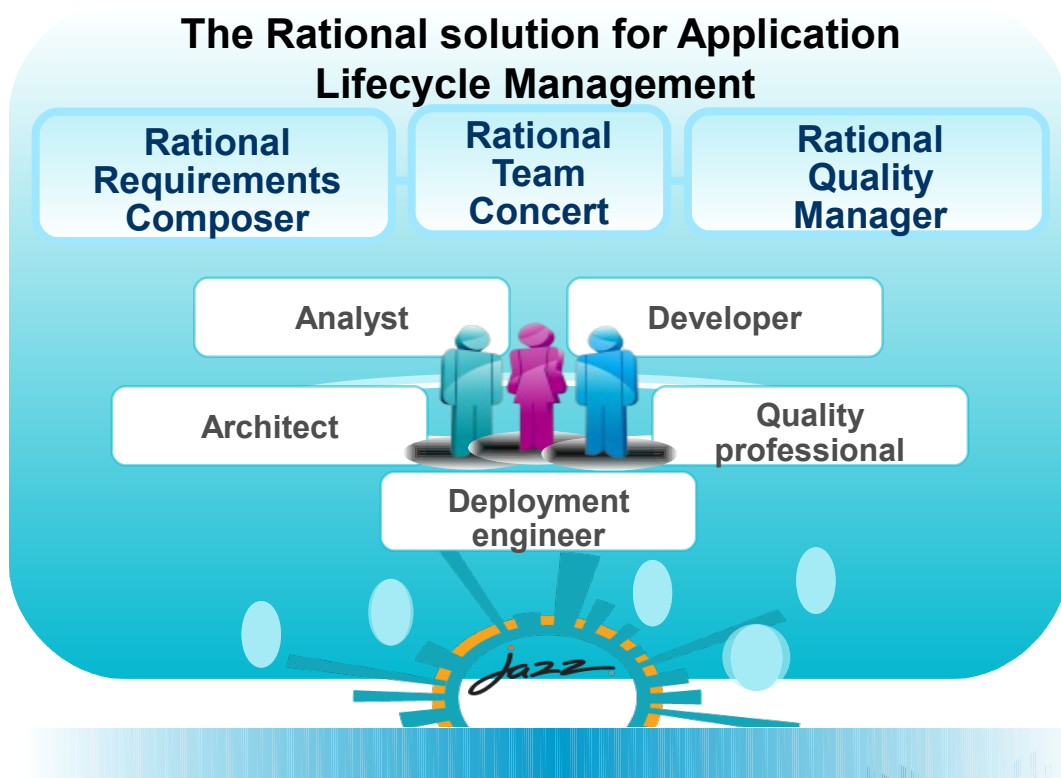 The Rational solution for Application
Lifecycle Management
Rational
Requirements
Composer
Rational
Team
Concert
Rational
Quality
Manager
Analyst
Developer
Architect
Quality
professional
Deployment
engineer
jazz